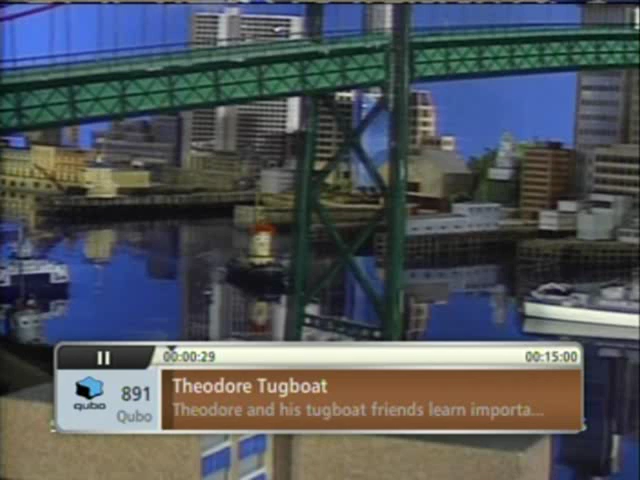 00:00:29 00:15:00
qubo
891
Qubo
Theodore Tugboat
Theodore and his tugboat friends learn importa...